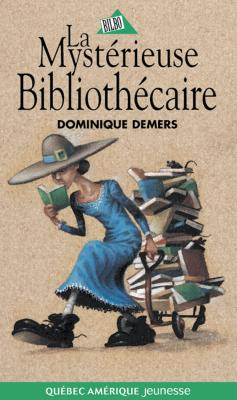 BILBO
La
Mystérieuse
Bibliothécaire
DOMINIQUE DEMERS
QUÉBEC AMÉRIQUE jeunesse